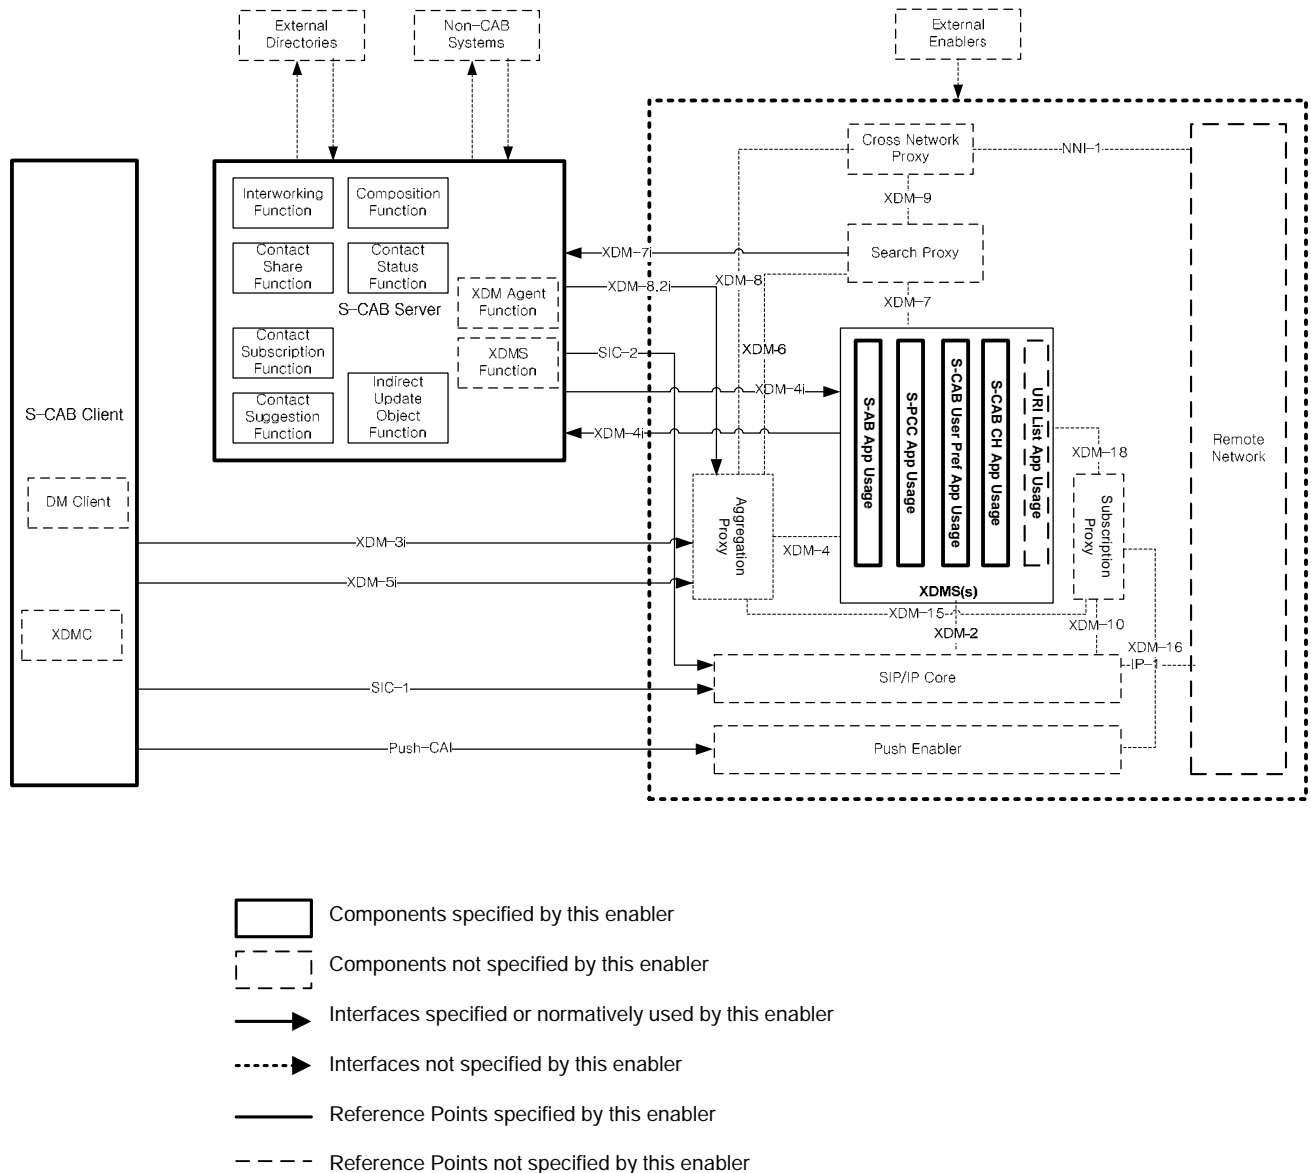 External
Directories
Non-CAB
Systems
External
Enablers
Cross Network
Proxy
NNI-1
XDM-9
Interworking
Function
Composition
Function
Contact
Share
Function
Contact
Status
Function
S-CAB Server
XDM Agent
Function
XDMS
Function
Contact
Subscription
Function
Contact
Suggestion
Function
Indirect
Update
Object
Function
XDM-7i
XDM-8,2i
SIC-2
XDM-4i
XDM-4i
Search Proxy
XDM-8
XDM-7
XDM-6
S-AB App Usage
S-PCC App Usage
S-CAB User Pref App Usage
S-CAB CH App Usage
URI List App Usage
XDMS(s)
XDM-18
Remote
Network
Aggregation
Proxy
XDM-4
Subscription
Proxy
S-CAB Client
DM Client
XDMC
XDM-3i
XDM-5i
XDM-15
XDM-2
XDM-10
XDM-16
IP-1
SIP/IP Core
SIC-1
Push-CAI
Push Enabler
Components specified by this enabler
Components not specified by this enabler
Interfaces specified or normatively used by this enabler
Interfaces not specified by this enabler
Reference Points specified by this enabler
Reference Points not specified by this enabler